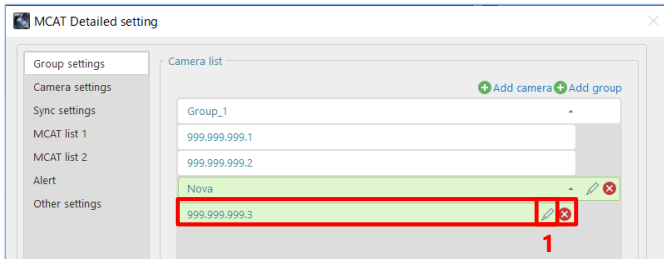 MCAT Detailed setting
Group settings
Camera settings
Sync settings
MCAT list 1
MCAT list 2
Alert
Other settings
Camera list
Add camera Add group
Group_1
999.999.999.1
999.999.999.2
Nova
999.999.999.3
1